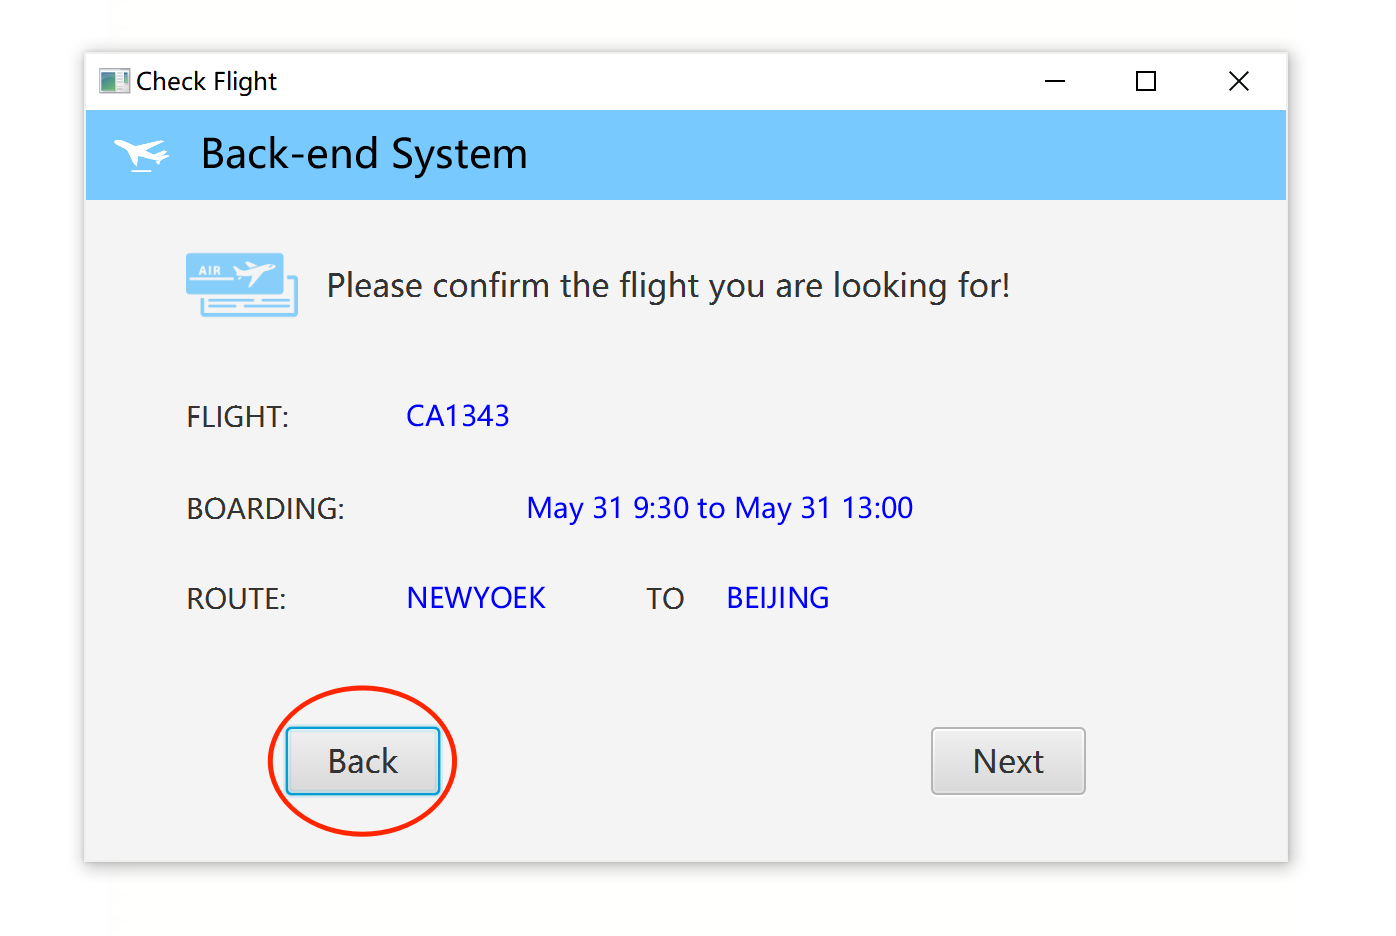 Check Flight
Back-end System
AIR
Please confirm the flight you are looking for!
FLIGHT: CA1343
BOARDING: May 31 9:30 to May 31 13:00
ROUTE: NEWYOEK TO BEIJING
Back Next